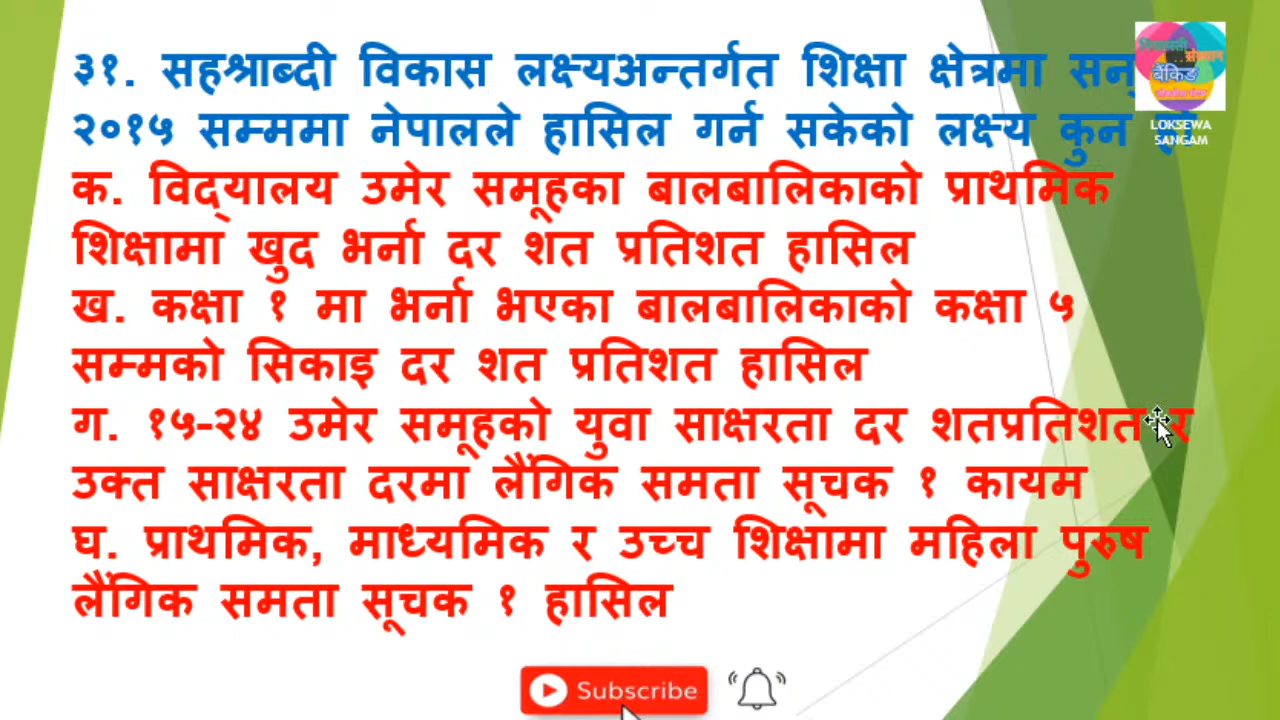 ३१. सहश्राब्दी विकास लक्ष्यअन्तर्गत शिक्षा क्षेत्रमा सन्
२०१५ सम्ममा नेपालले हासिल गर्न सकेको लक्ष्य कुन
क. विद्यालय उमेर समूहका बालबालिकाको प्राथमिक
शिक्षामा खुद भर्ना दर शत प्रतिशत हासिल
ख. कक्षा १ मा भर्ना भएका बालबालिकाको कक्षा ५
सम्मको सिकाइ दर शत प्रतिशत हासिल
ग. १५-२४ उमेर समूहको युवा साक्षरता दर शतप्रतिशत र
उक्त साक्षरता दरमा लैंगिक समता सूचक १ कायम
घ. प्राथमिक, माध्यमिक र उच्च शिक्षामा महिला पुरुष
लैंगिक समता सूचक १ हासिल
बैंकिङ
LOKSEWA
SANGAM
Subscribe